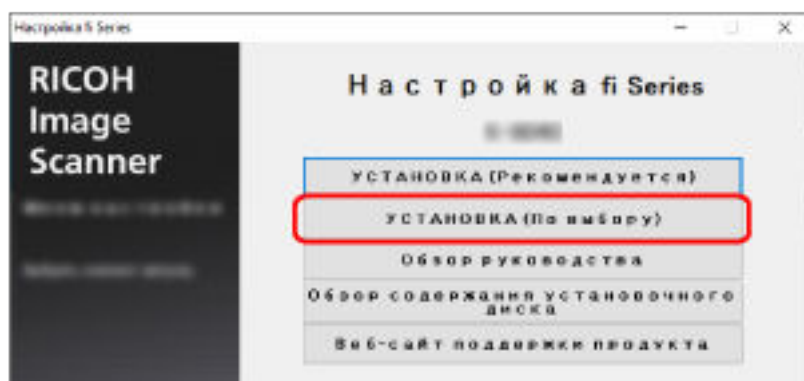 Настройка fi Series
RICOH
Image
Scanner
Настройка fi Series
УСТАНОВКА (Рекомендуется)
УСТАНОВКА (По выбору)
Обзор руководства
Обзор содержания установочного
диска
Веб-сайт поддержки продукта